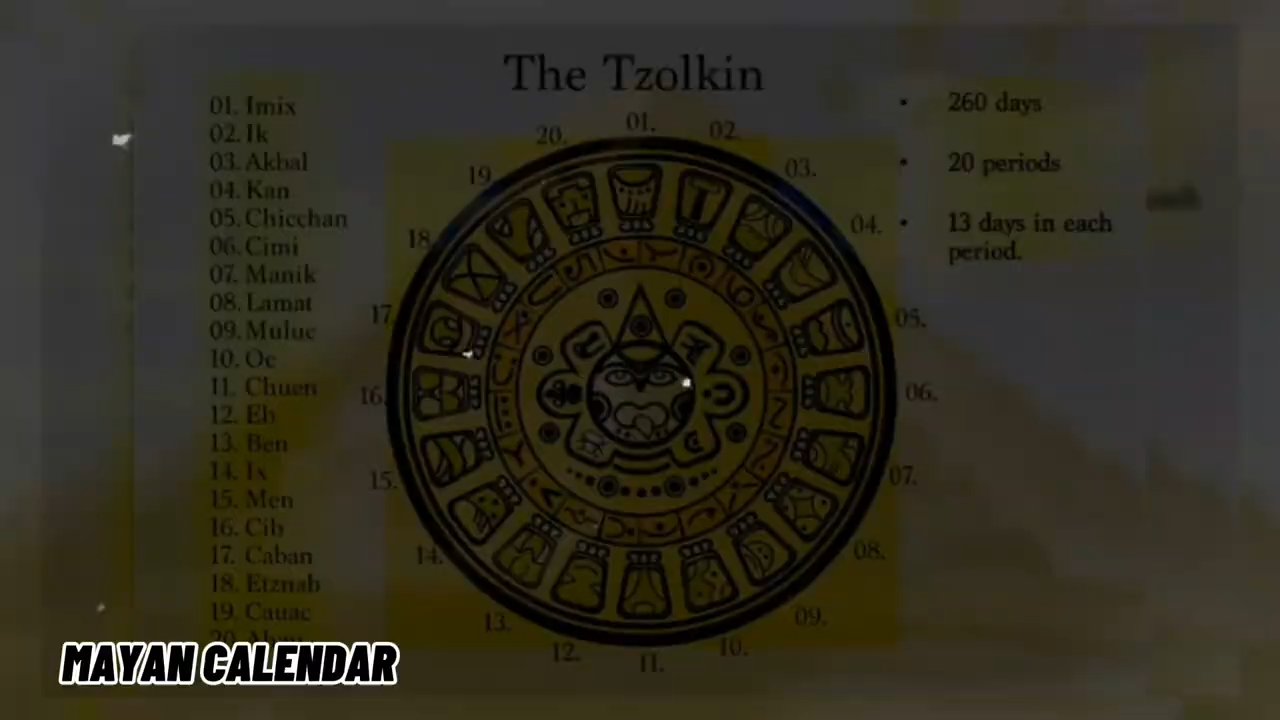 The Tzolkin
01. Imix
02. Ik
03. Akbal
04. Kan
05. Chicchan
06. Cimi
07. Manik
08. Lamat
09. Muluc
10. Oc
11. Chuen
12. Eb
13. Ben
14. Ix
15. Men
16. Cib
17. Caban
18. Etznab
19. Cauac
20. Ahau
01.
02.
03.
04.
05.
06.
07.
08.
09.
10.
11.
12.
13.
14.
15.
16.
17.
18.
19
20.
• 260 days
• 20 periods
• 13 days in each
period.
MAYAN CALENDAR